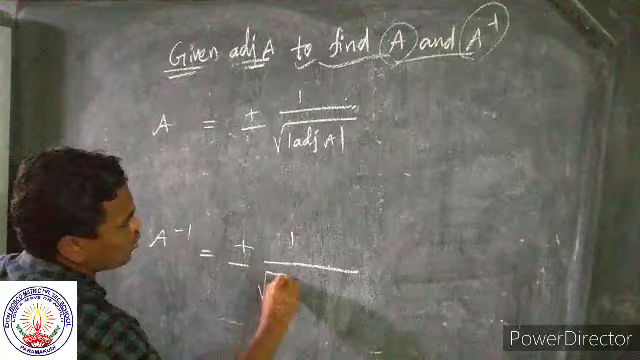 Given adj A to find A and A⁻¹
A = ± 1/√|adj A|
A⁻¹ = ± 1/√
PowerDirector